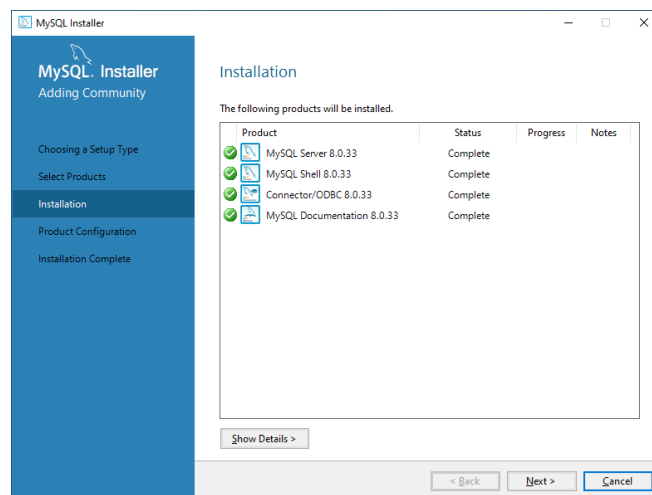 MySQL Installer
MySQL. Installer
Adding Community
Choosing a Setup Type
Select Products
Installation
Product Configuration
Installation Complete
Installation
The following products will be installed.
Product Status Progress Notes
MySQL Server 8.0.33 Complete
MySQL Shell 8.0.33 Complete
Connector/ODBC 8.0.33 Complete
MySQL Documentation 8.0.33 Complete
Show Details >
< Back Next > Cancel